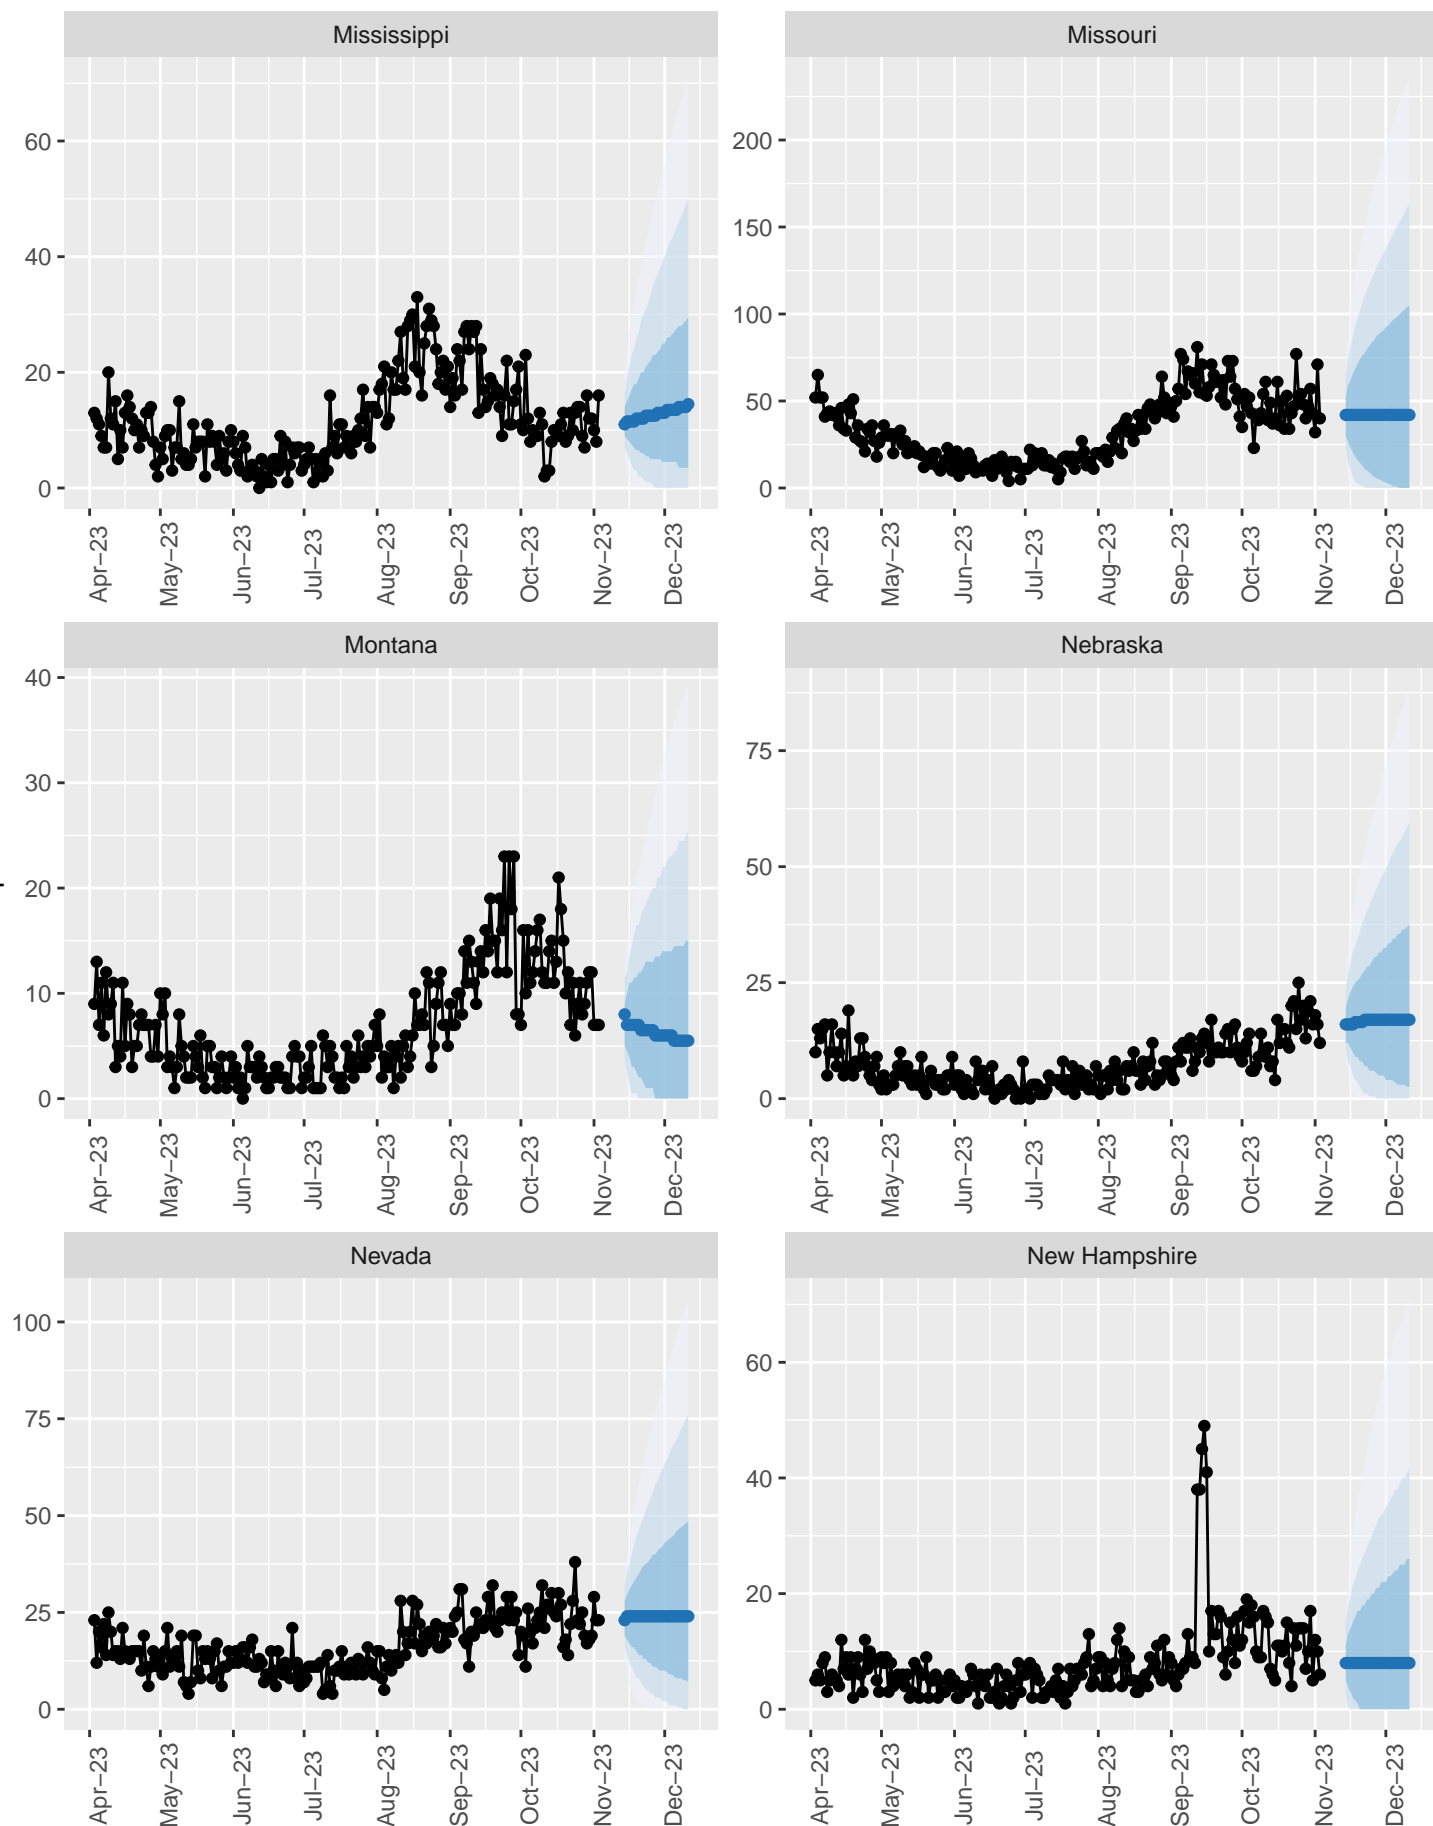 Mississippi
Missouri
60
40
20
0
200
150
100
50
0
Apr−23
May−23
Jun−23
Jul−23
Aug−23
Sep−23
Oct−23
Nov−23
Dec−23
Apr−23
May−23
Jun−23
Jul−23
Aug−23
Sep−23
Oct−23
Nov−23
Dec−23
Montana
Nebraska
40
30
20
10
0
75
50
25
0
Apr−23
May−23
Jun−23
Jul−23
Aug−23
Sep−23
Oct−23
Nov−23
Dec−23
Apr−23
May−23
Jun−23
Jul−23
Aug−23
Sep−23
Oct−23
Nov−23
Dec−23
Nevada
New Hampshire
100
75
50
25
0
60
40
20
0
Apr−23
May−23
Jun−23
Jul−23
Aug−23
Sep−23
Oct−23
Nov−23
Dec−23
Apr−23
May−23
Jun−23
Jul−23
Aug−23
Sep−23
Oct−23
Nov−23
Dec−23